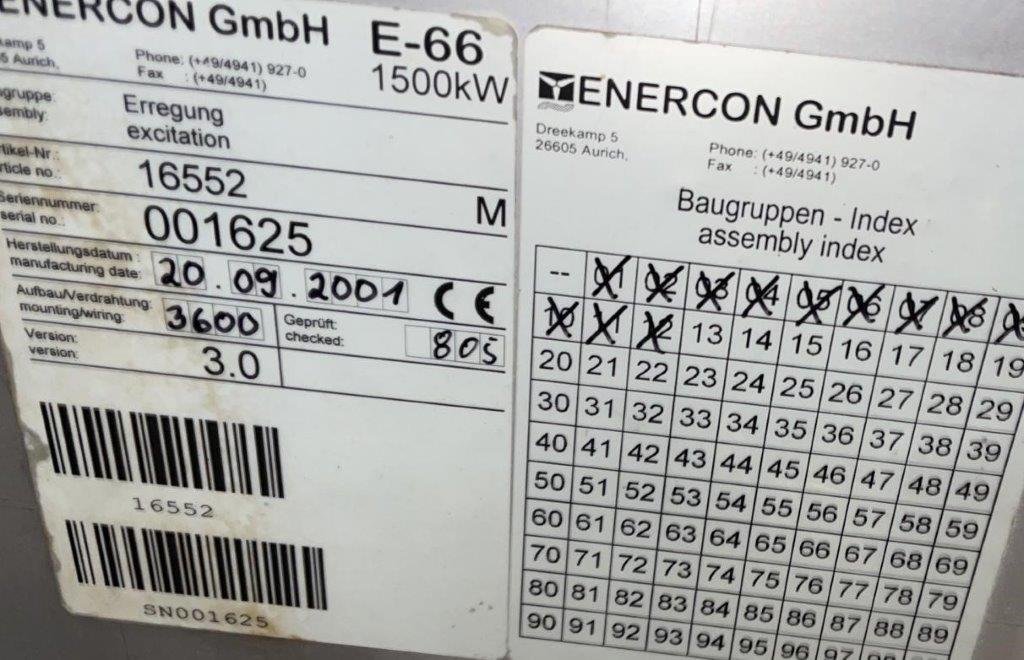 ENERCON GmbH E-66
1500kW
kamp 5
Aurich,
Phone: (+49/4941) 927-0
Fax : (+49/4941)
gruppe:
sembly:
Erregung
excitation
rtikel-Nr.:
rticle no.:
16552
M
Seriennummer:
serial no.:
001625
Herstellungsdatum:
manufacturing date:
20.09.2001 CE
Aufbau/Verdrahtung:
mounting/wiring:
3600
Geprüft:
checked:
805
Version:
version:
3.0
16552
SN001625
ENERCON GmbH
Dreekamp 5
26605 Aurich,
Phone: (+49/4941) 927-0
Fax : (+49/4941)
Baugruppen - Index
assembly index
-- 01 02 03 04 05 06 07 08
10 11 12 13 14 15 16 17 18 19
20 21 22 23 24 25 26 27 28 29
30 31 32 33 34 35 36 37 38 39
40 41 42 43 44 45 46 47 48 49
50 51 52 53 54 55 56 57 58 59
60 61 62 63 64 65 66 67 68 69
70 71 72 73 74 75 76 77 78 79
80 81 82 83 84 85 86 87 88 89
90 91 92 93 94 95 96 97